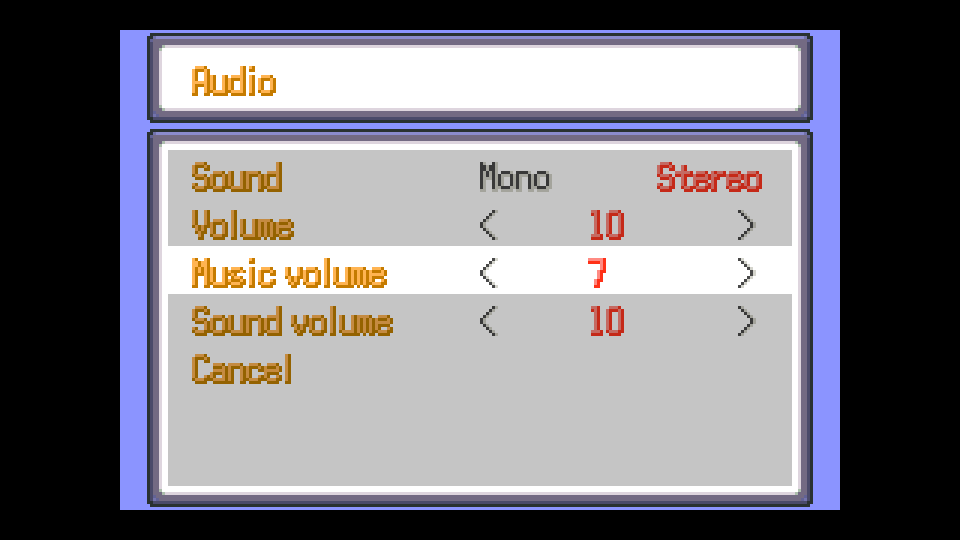 Audio
Sound Mono Stereo
Volume < 10 >
Music volume < 7 >
Sound volume < 10 >
Cancel